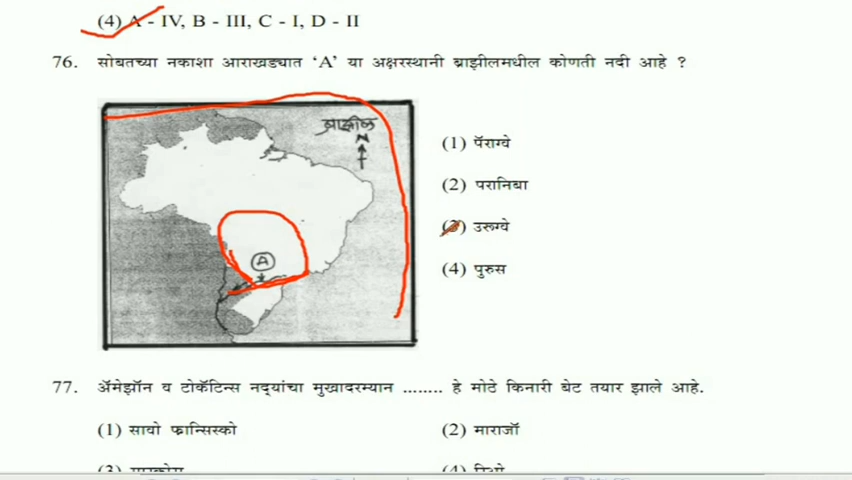 (4) A - IV, B - III, C - I, D - II
76. सोबतच्या नकाशा आराखड्यात ‘A’ या अक्षरस्थानी ब्राझीलमधील कोणती नदी आहे ?
ब्राझील
N
A
(1) पॅराग्वे
(2) परानिबा
(3) उरूग्वे
(4) पुरुस
77. ॲमेझॉन व टोकॅटिन्स नद्यांचा मुखादरम्यान ........ हे मोठे किनारी बेट तयार झाले आहे.
(1) सावो फ्रान्सिस्को
(2) माराजॉ